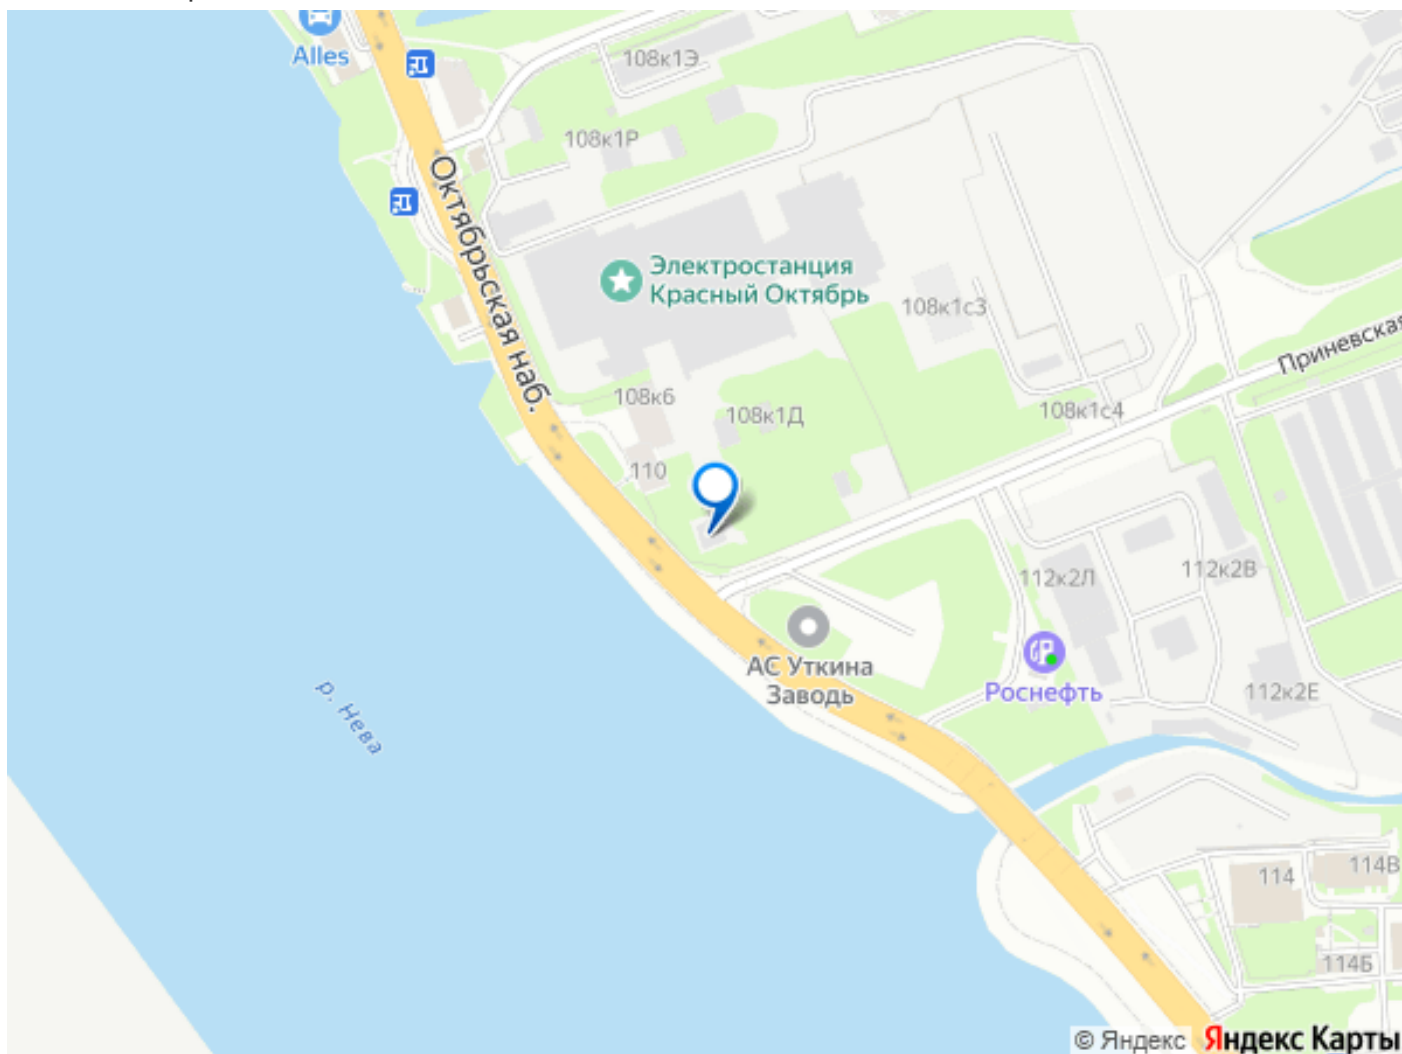 Alles
108к1Э
108к1Р
Октябрьская наб.
Электростанция
Красный Октябрь
108к1с3
Приневская
108к6
108к1Д
108к1с4
110
112к2Л
112к2В
АС Уткина
Заводь
Роснефть
112к2Е
р. Нева
114
114В
114Б
© Яндекс Яндекс Карты